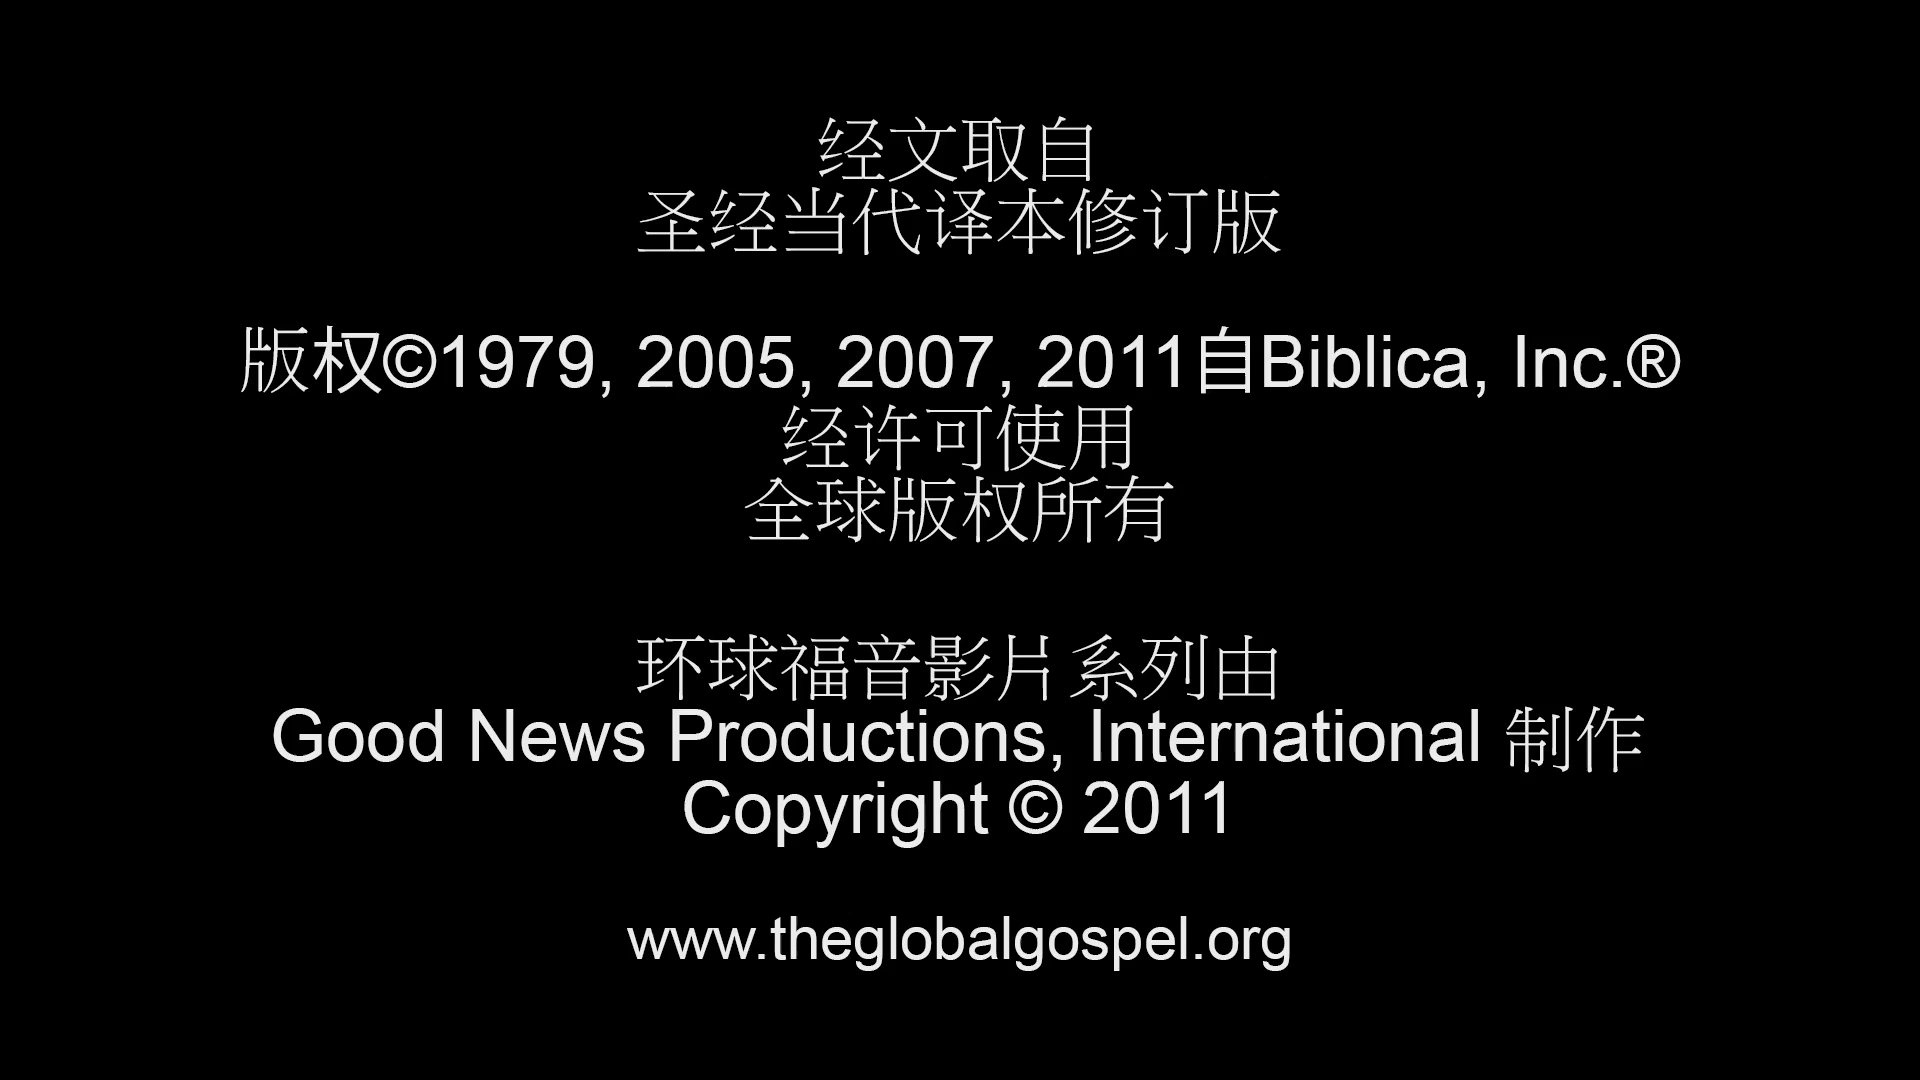 经文取自
圣经当代译本修订版
版权©1979, 2005, 2007, 2011自Biblica, Inc.®
经许可使用
全球版权所有
环球福音影片系列由
Good News Productions, International 制作
Copyright © 2011
www.theglobalgospel.org